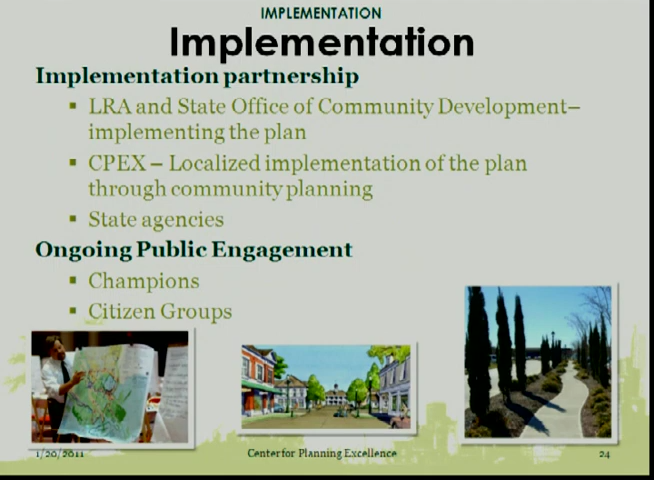 IMPLEMENTATION
Implementation
Implementation partnership
▪ LRA and State Office of Community Development–
implementing the plan
▪ CPEX – Localized implementation of the plan
through community planning
▪ State agencies
Ongoing Public Engagement
▪ Champions
▪ Citizen Groups
1/20/2011 Center for Planning Excellence 24